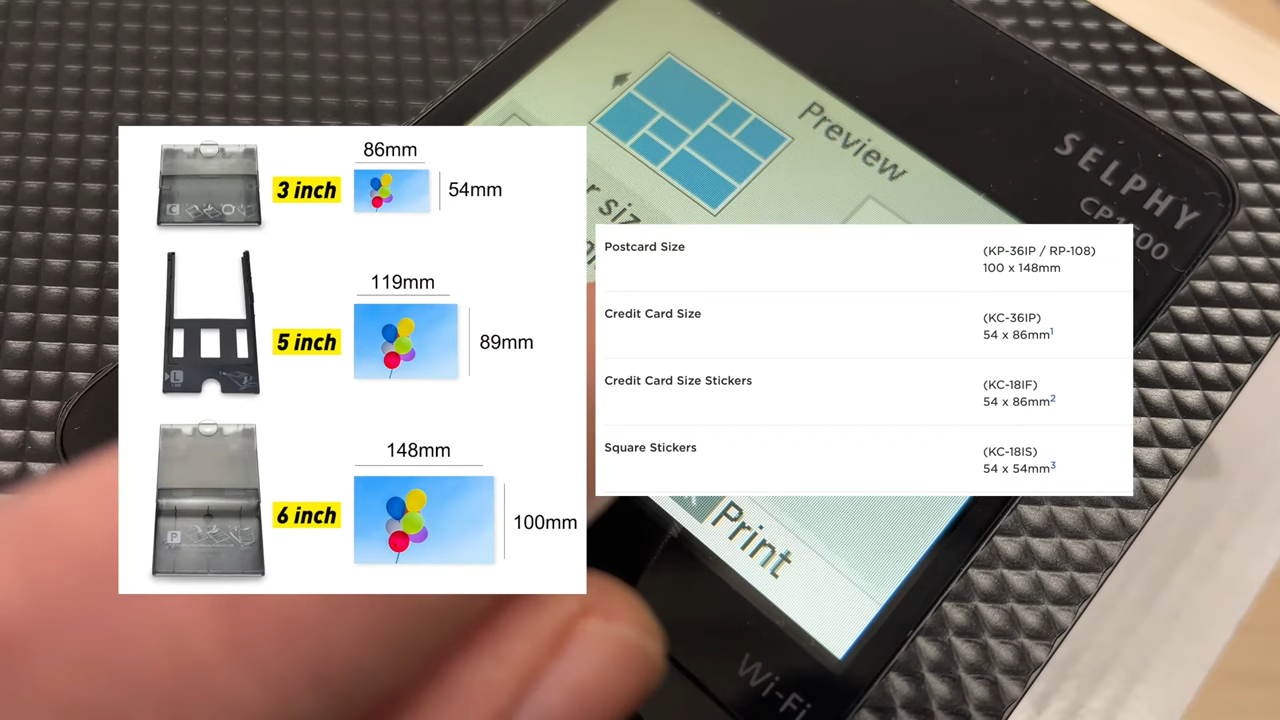 86mm
3 inch
54mm
C
119mm
5 inch
89mm
L
148mm
6 inch
100mm
P
Preview
SELPHY
CP1500
Postcard Size
(KP-36IP / RP-108)
100 x 148mm
Credit Card Size
(KC-36IP)
54 x 86mm1
Credit Card Size Stickers
(KC-18IF)
54 x 86mm2
Square Stickers
(KC-18IS)
54 x 54mm3
Print
Wi-Fi